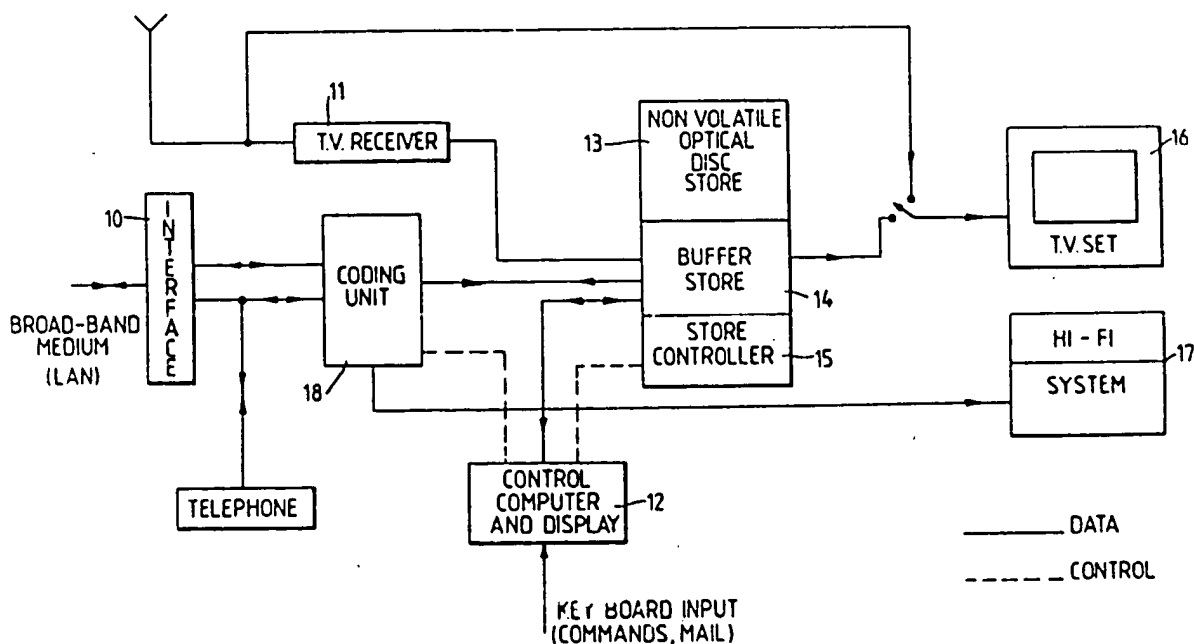 11
T.V. RECEIVER
13
NON VOLATILE
OPTICAL
DISC
STORE
16
T.V. SET
10
INTERFACE
CODING
UNIT
18
BUFFER
STORE
14
STORE
CONTROLLER
15
BROAD-BAND
MEDIUM
(LAN)
HI - FI
SYSTEM
17
TELEPHONE
CONTROL
COMPUTER
AND DISPLAY
12
DATA
CONTROL
KEY BOARD INPUT
(COMMANDS, MAIL)